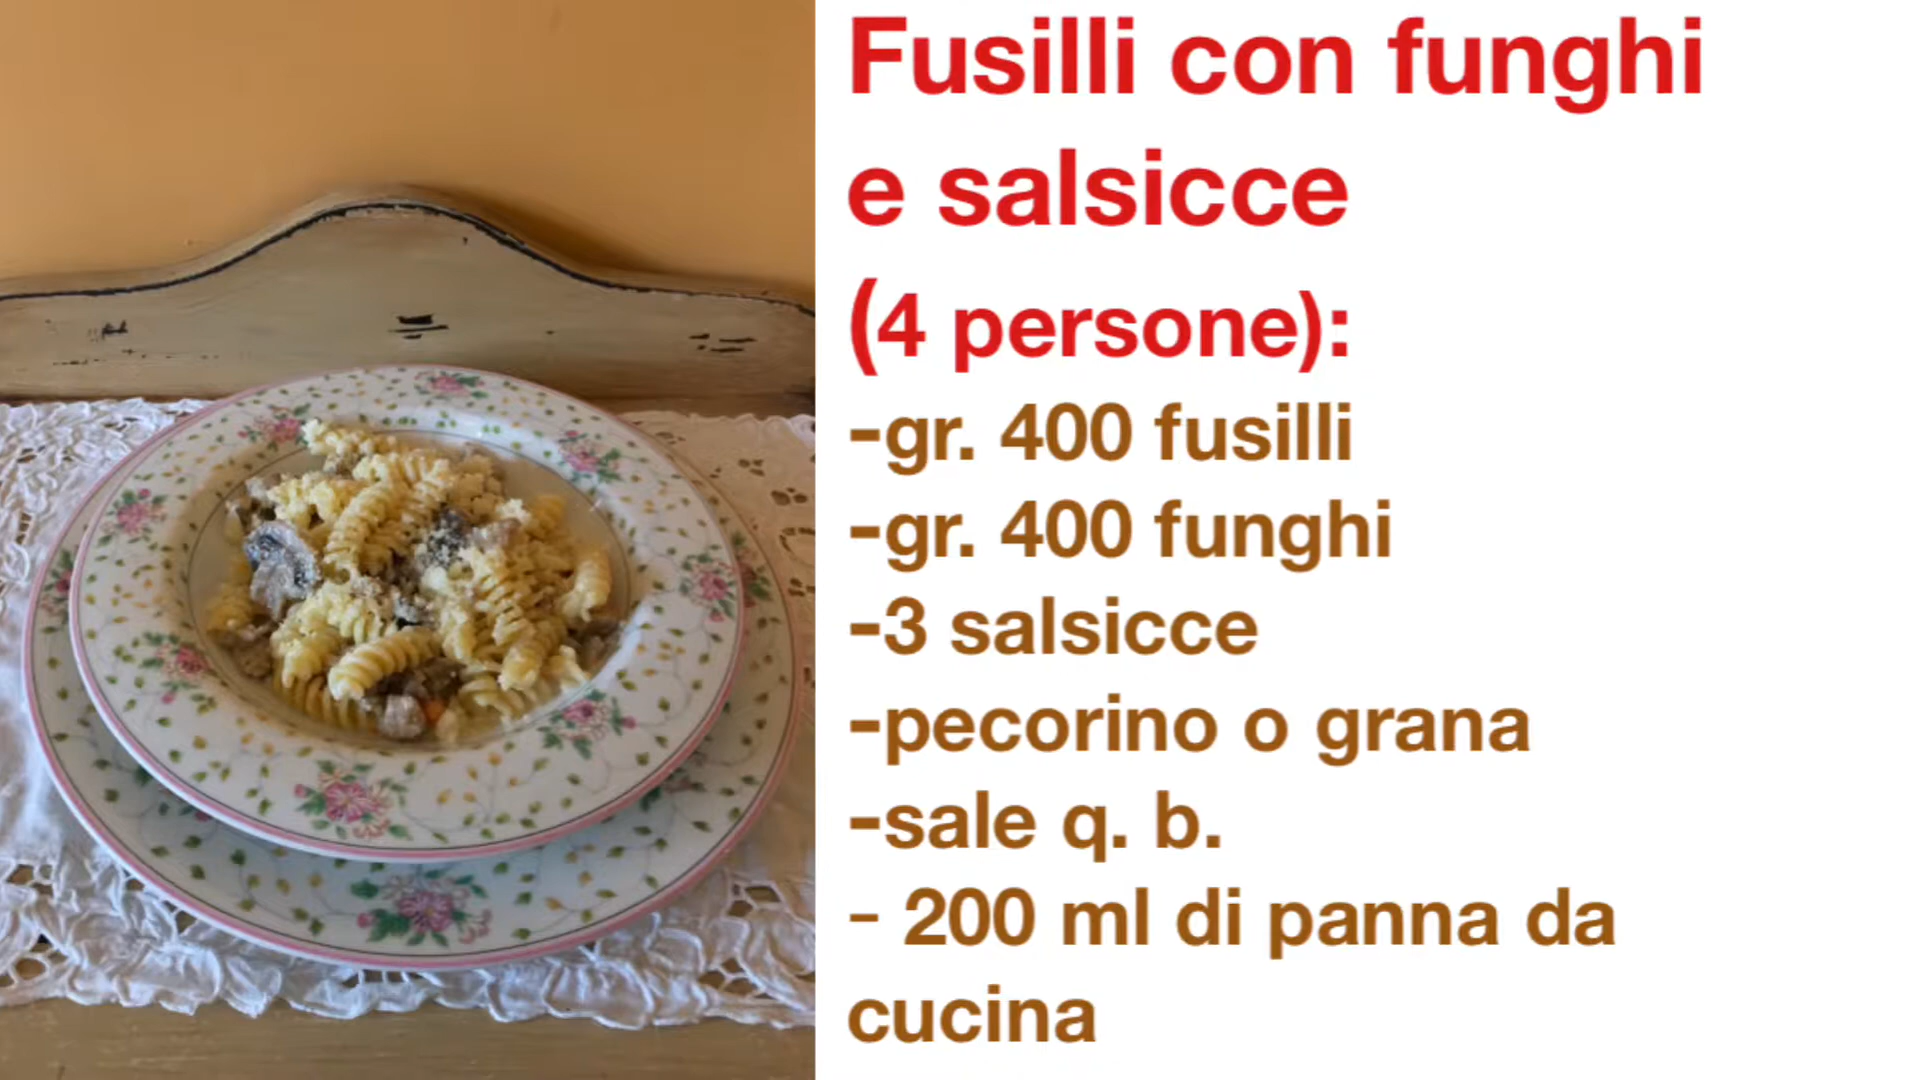 Fusilli con funghi
e salsicce
(4 persone):
-gr. 400 fusilli
-gr. 400 funghi
-3 salsicce
-pecorino o grana
-sale q. b.
- 200 ml di panna da
cucina